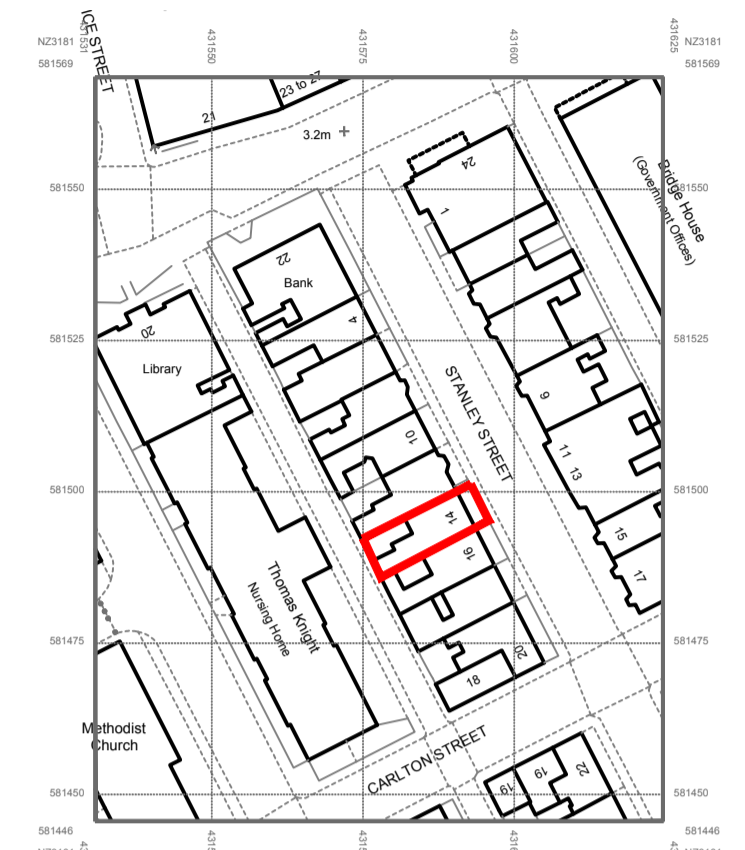 431531
431550
431575
431600
431625
NZ3181
581569
NZ3181
581569
ICE STREET
21
23 to 27
3.2m
24
1
Bridge House
(Government Offices)
581550
581550
22
Bank
4
20
Library
581525
581525
STANLEY STREET
9
10
11
13
581500
581500
14
16
15
17
Thomas Knight
Nursing Home
581475
581475
20
18
Methodist
Church
CARLTON STREET
19
19
22
581450
581450
581446
581446